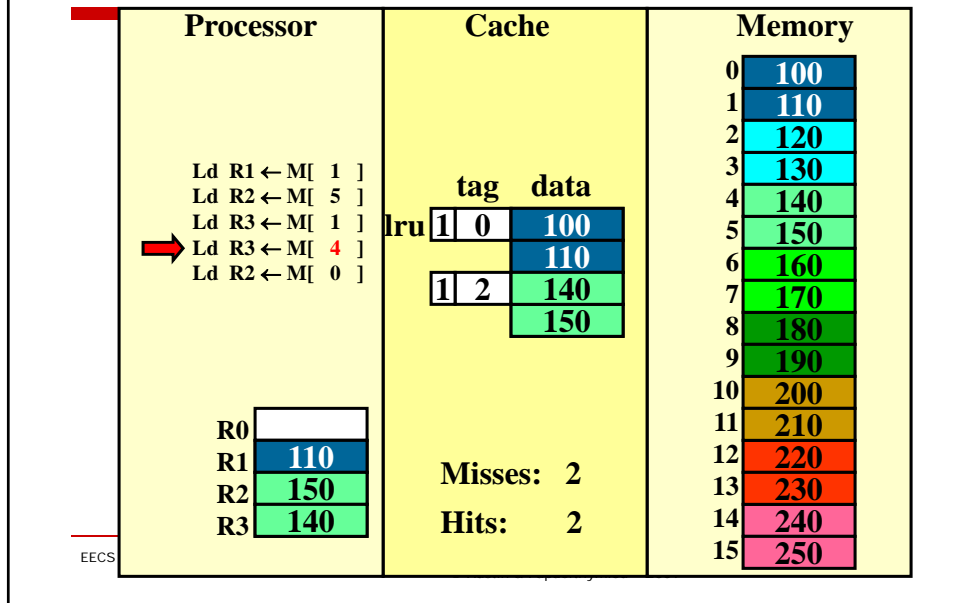 Processor
Ld R1 ← M[ 1 ]
Ld R2 ← M[ 5 ]
Ld R3 ← M[ 1 ]
Ld R3 ← M[ 4 ]
Ld R2 ← M[ 0 ]
R0
R1 110
R2 150
R3 140
Cache
tag data
lru 1 0 100
110
1 2 140
150
Misses: 2
Hits: 2
Memory
0 100
1 110
2 120
3 130
4 140
5 150
6 160
7 170
8 180
9 190
10 200
11 210
12 220
13 230
14 240
15 250
EECS